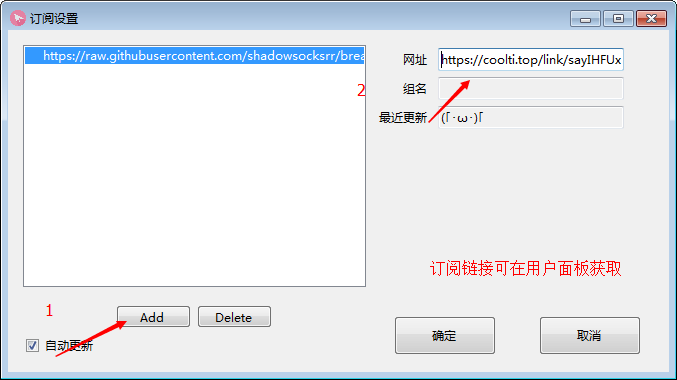 订阅设置
https://raw.githubusercontent.com/shadowsocksrr/brea
网址
https://coolti.top/link/sayIHFUx
2
组名
最近更新
(「･ω･)「
订阅链接可在用户面板获取
1
Add
Delete
自动更新
确定
取消